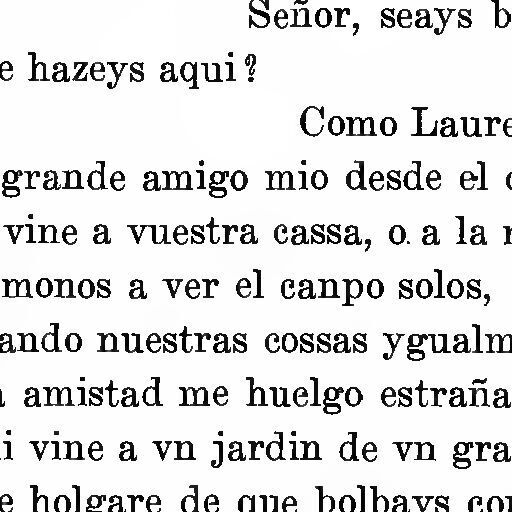 Señor, seays b
e hazeys aqui?
Como Laure
grande amigo mio desde el
vine a vuestra cassa, o a la
monos a ver el canpo solos,
ando nuestras cossas ygualm
amistad me huelgo estraña
i vine a vn jardin de vn gra
e holgare de que bolbays con